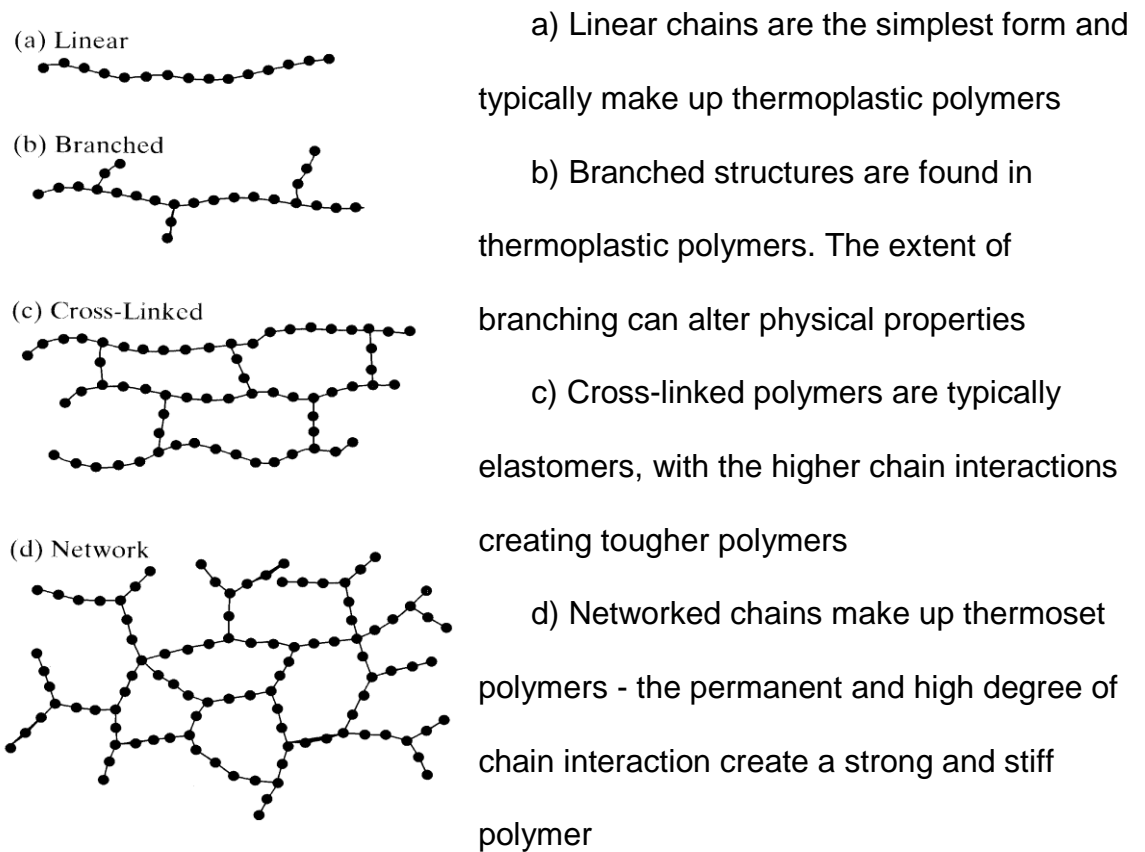 (a) Linear
(b) Branched
(c) Cross-Linked
(d) Network
a) Linear chains are the simplest form and
typically make up thermoplastic polymers
b) Branched structures are found in
thermoplastic polymers. The extent of
branching can alter physical properties
c) Cross-linked polymers are typically
elastomers, with the higher chain interactions
creating tougher polymers
d) Networked chains make up thermoset
polymers - the permanent and high degree of
chain interaction create a strong and stiff
polymer